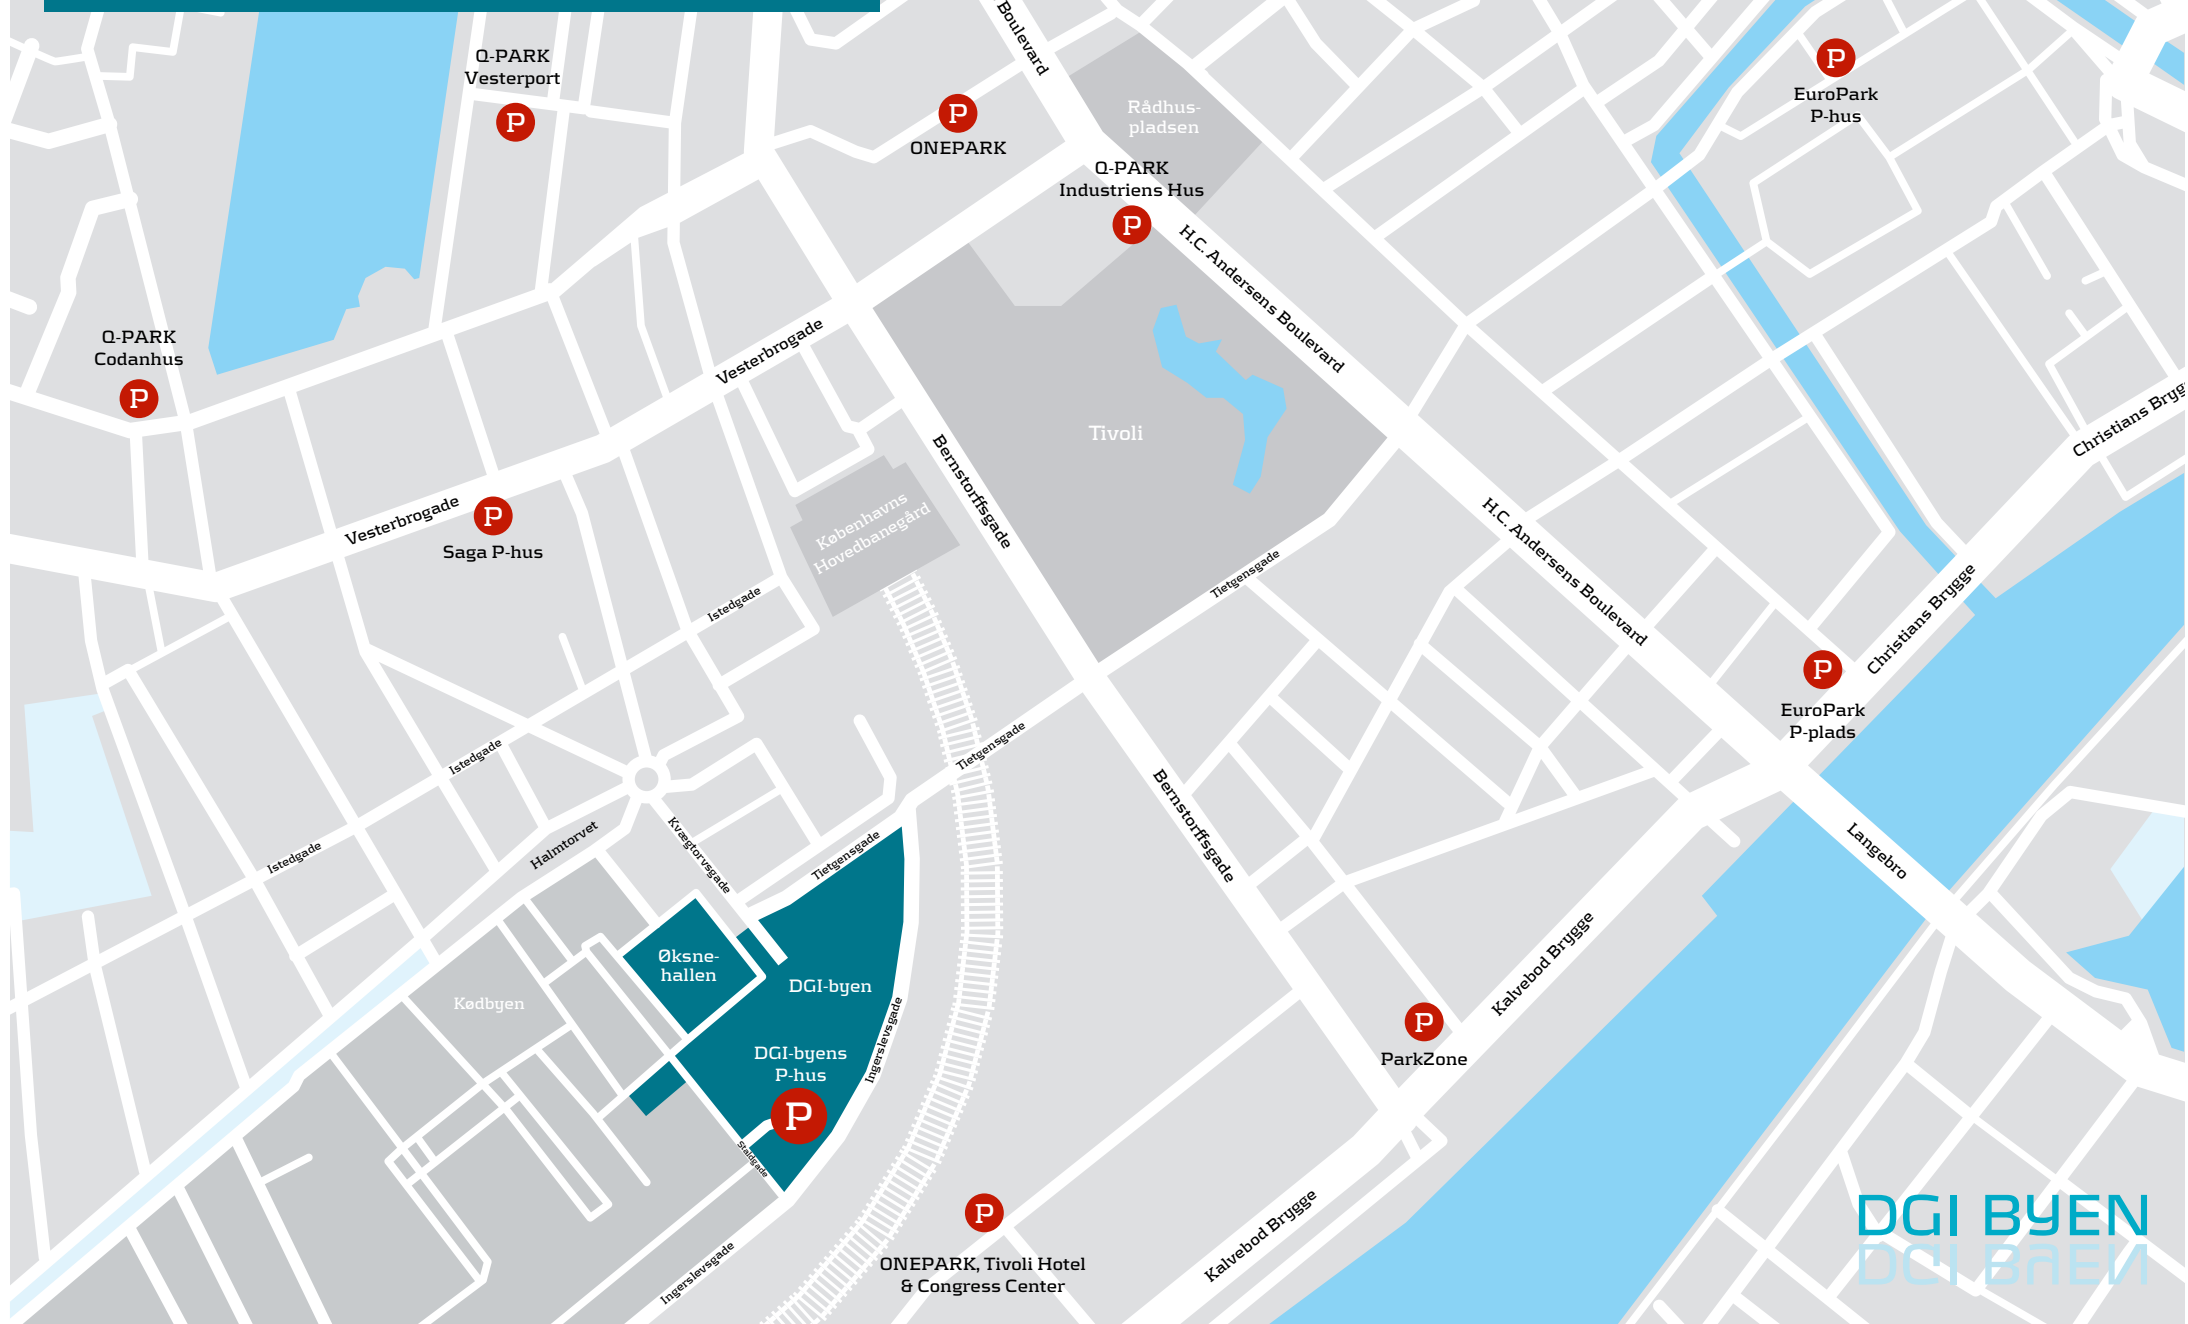 Boulevard
Q-PARK
Vesterport
P
P
ONEPARK
Rådhus-
pladsen
P
EuroPark
P-hus
Q-PARK
Industriens Hus
P
H.C. Andersens Boulevard
Q-PARK
Codanhus
P
Vesterbrogade
Tivoli
Christians Brygg
Bernstorffsgade
Vesterbrogade
P
Saga P-hus
Københavns
Hovedbanegård
H.C. Andersens Boulevard
Tietgensgade
Istedgade
Christians Brygge
P
EuroPark
P-plads
Istedgade
Tietgensgade
Bernstorffsgade
Langebro
Halmtorvet
Kvægtorvsgade
Tietgensgade
Istedgade
Øksne-
hallen
DGI-byen
Kødbyen
Kalvebod Brygge
Ingerslevsgade
P
ParkZone
DGI-byens
P-hus
P
Staldgade
P
ONEPARK, Tivoli Hotel
& Congress Center
Kalvebod Brygge
Ingerslevsgade
DGI BYEN